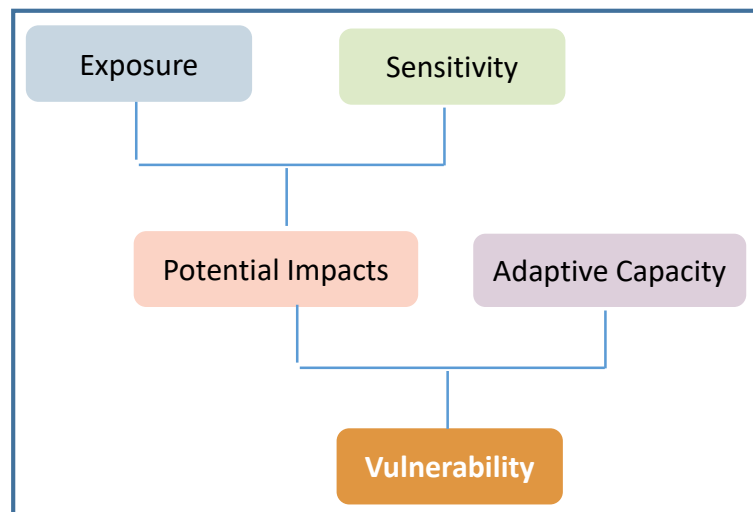 Exposure
Sensitivity
Potential Impacts
Adaptive Capacity
Vulnerability